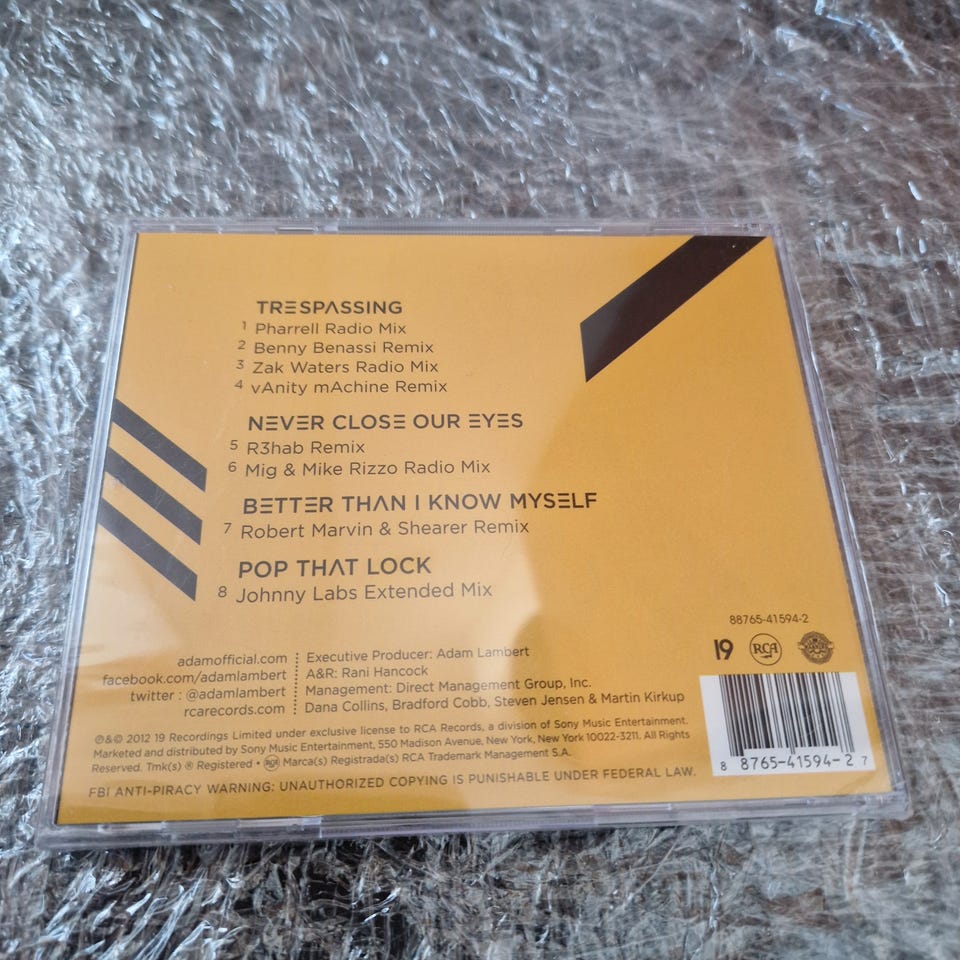 TRESPASSING
1 Pharrell Radio Mix
2 Benny Benassi Remix
3 Zak Waters Radio Mix
4 vAnity mAchine Remix
NEVER CLOSE OUR EYES
5 R3hab Remix
6 Mig & Mike Rizzo Radio Mix
BETTER THAN I KNOW MYSELF
7 Robert Marvin & Shearer Remix
POP THAT LOCK
8 Johnny Labs Extended Mix
adamofficial.com
facebook.com/adamlambert
twitter : @adamlambert
rcarecords.com
Executive Producer: Adam Lambert
A&R: Rani Hancock
Management: Direct Management Group, Inc.
Dana Collins, Bradford Cobb, Steven Jensen & Martin Kirkup
88765-41594-2
19 RCA
℗&© 2012 19 Recordings Limited under exclusive license to RCA Records, a division of Sony Music Entertainment.
Marketed and distributed by Sony Music Entertainment, 550 Madison Avenue, New York, New York 10022-3211. All Rights
Reserved. Tmk(s) ® Registered • RCA Marca(s) Registrada(s) RCA Trademark Management S.A.
FBI ANTI-PIRACY WARNING: UNAUTHORIZED COPYING IS PUNISHABLE UNDER FEDERAL LAW.
8 8765-41594-2 7